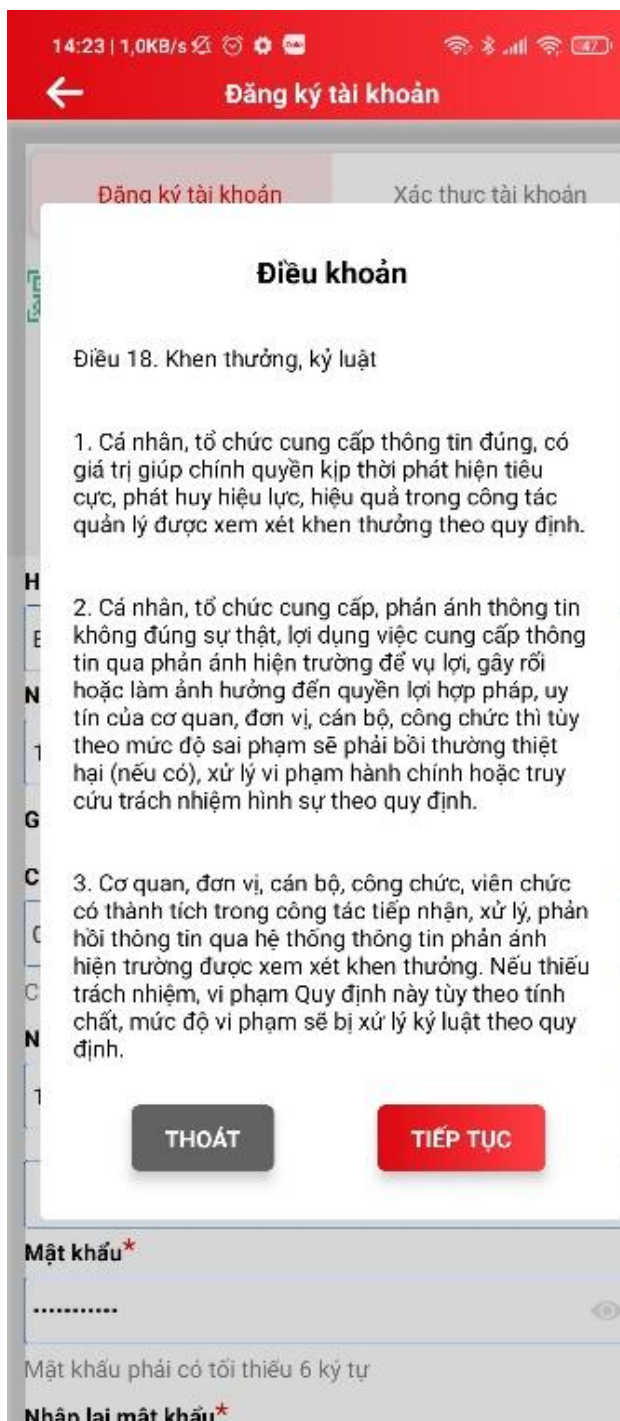 14:23 | 1,0KB/s
47
Đăng ký tài khoản
Đăng ký tài khoản
Xác thực tài khoản
Điều khoản
Điều 18. Khen thưởng, kỷ luật
1. Cá nhân, tổ chức cung cấp thông tin đúng, có
giá trị giúp chính quyền kịp thời phát hiện tiêu
cực, phát huy hiệu lực, hiệu quả trong công tác
quản lý được xem xét khen thưởng theo quy định.
H
2. Cá nhân, tổ chức cung cấp, phản ánh thông tin
không đúng sự thật, lợi dụng việc cung cấp thông
tin qua phản ánh hiện trường để vụ lợi, gây rối
N
hoặc làm ảnh hưởng đến quyền lợi hợp pháp, uy
tín của cơ quan, đơn vị, cán bộ, công chức thì tùy
1
theo mức độ sai phạm sẽ phải bồi thường thiệt
hại (nếu có), xử lý vi phạm hành chính hoặc truy
cứu trách nhiệm hình sự theo quy định.
G
C
3. Cơ quan, đơn vị, cán bộ, công chức, viên chức
có thành tích trong công tác tiếp nhận, xử lý, phản
hồi thông tin qua hệ thống thông tin phản ánh
hiện trường được xem xét khen thưởng. Nếu thiếu
C
trách nhiệm, vi phạm Quy định này tùy theo tính
chất, mức độ vi phạm sẽ bị xử lý kỷ luật theo quy
N
định.
1
THOÁT
TIẾP TỤC
Mật khẩu*
•••••••••••
Mật khẩu phải có tối thiểu 6 ký tự
Nhập lại mật khẩu*